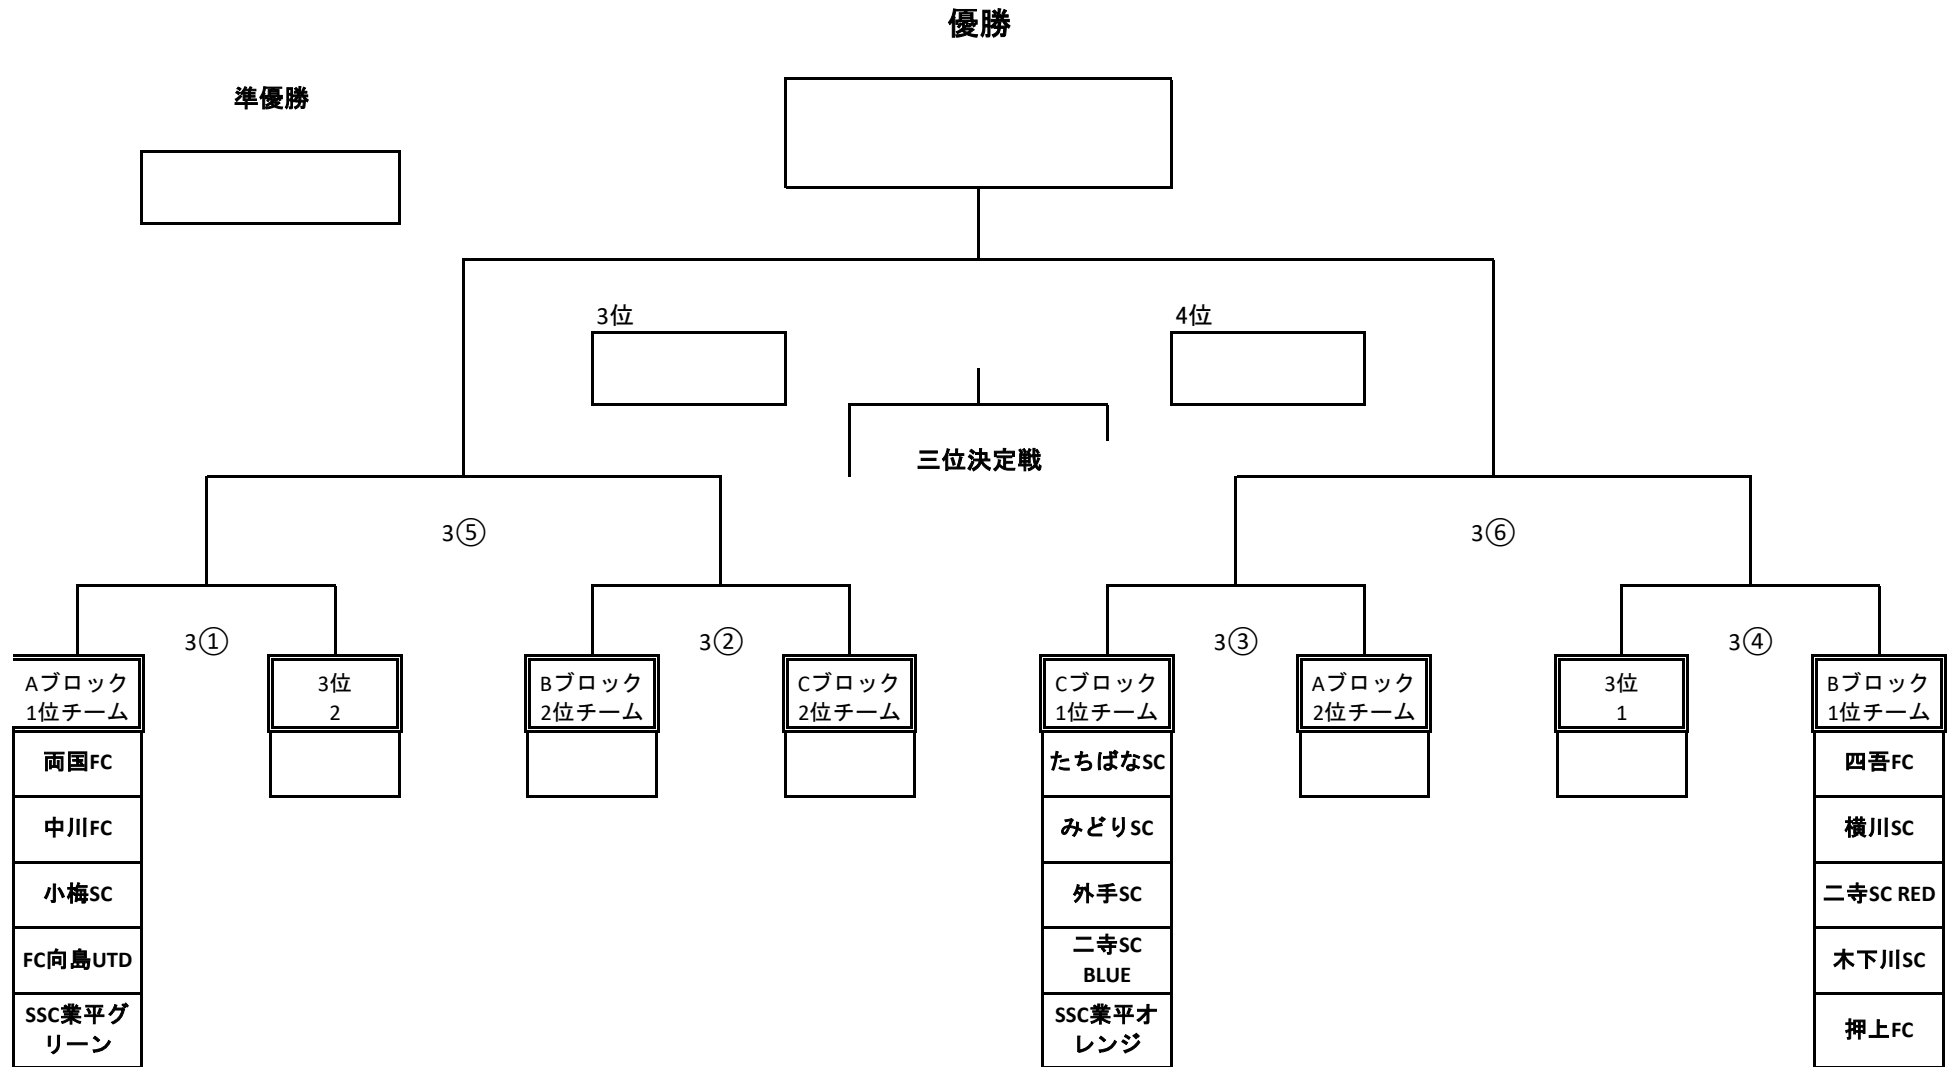 優勝
準優勝
3位
4位
三位決定戦
3⑤
3⑥
3①
3②
3③
3④
Aブロック
1位チーム
3位
2
Bブロック
2位チーム
Cブロック
2位チーム
Cブロック
1位チーム
Aブロック
2位チーム
3位
1
Bブロック
1位チーム
両国FC
たちばなSC
四吾FC
中川FC
みどりSC
横川SC
小梅SC
外手SC
二寺SC RED
FC向島UTD
二寺SC
BLUE
木下川SC
SSC業平グ
リーン
SSC業平オ
レンジ
押上FC